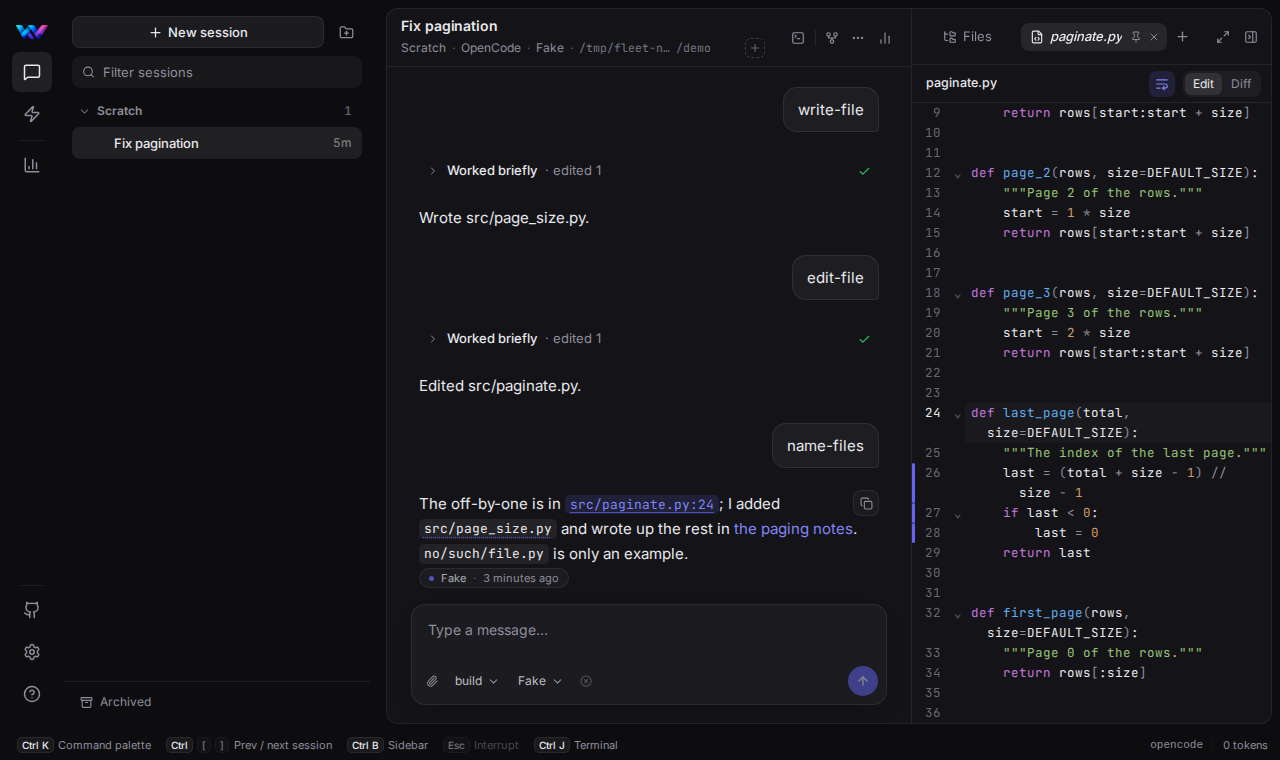 New session
Filter sessions
Scratch 1
Fix pagination 5m
Archived
Fix pagination
Scratch · OpenCode · Fake · /tmp/fleet-n… /demo
write-file
Worked briefly · edited 1
Wrote src/page_size.py.
edit-file
Worked briefly · edited 1
Edited src/paginate.py.
name-files
The off-by-one is in src/paginate.py:24; I added
src/page_size.py and wrote up the rest in the paging notes.
no/such/file.py is only an example.
Fake · 3 minutes ago
Type a message...
build Fake
Files paginate.py
paginate.py Edit Diff
9 return rows[start:start + size]
10
11
12 def page_2(rows, size=DEFAULT_SIZE):
13 """Page 2 of the rows."""
14 start = 1 * size
15 return rows[start:start + size]
16
17
18 def page_3(rows, size=DEFAULT_SIZE):
19 """Page 3 of the rows."""
20 start = 2 * size
21 return rows[start:start + size]
22
23
24 def last_page(total,
size=DEFAULT_SIZE):
25 """The index of the last page."""
26 last = (total + size - 1) //
size - 1
27 if last < 0:
28 last = 0
29 return last
30
31
32 def first_page(rows,
size=DEFAULT_SIZE):
33 """Page 0 of the rows."""
34 return rows[:size]
35
36
Ctrl K Command palette Ctrl [ ] Prev / next session Ctrl B Sidebar Esc Interrupt Ctrl J Terminal opencode 0 tokens